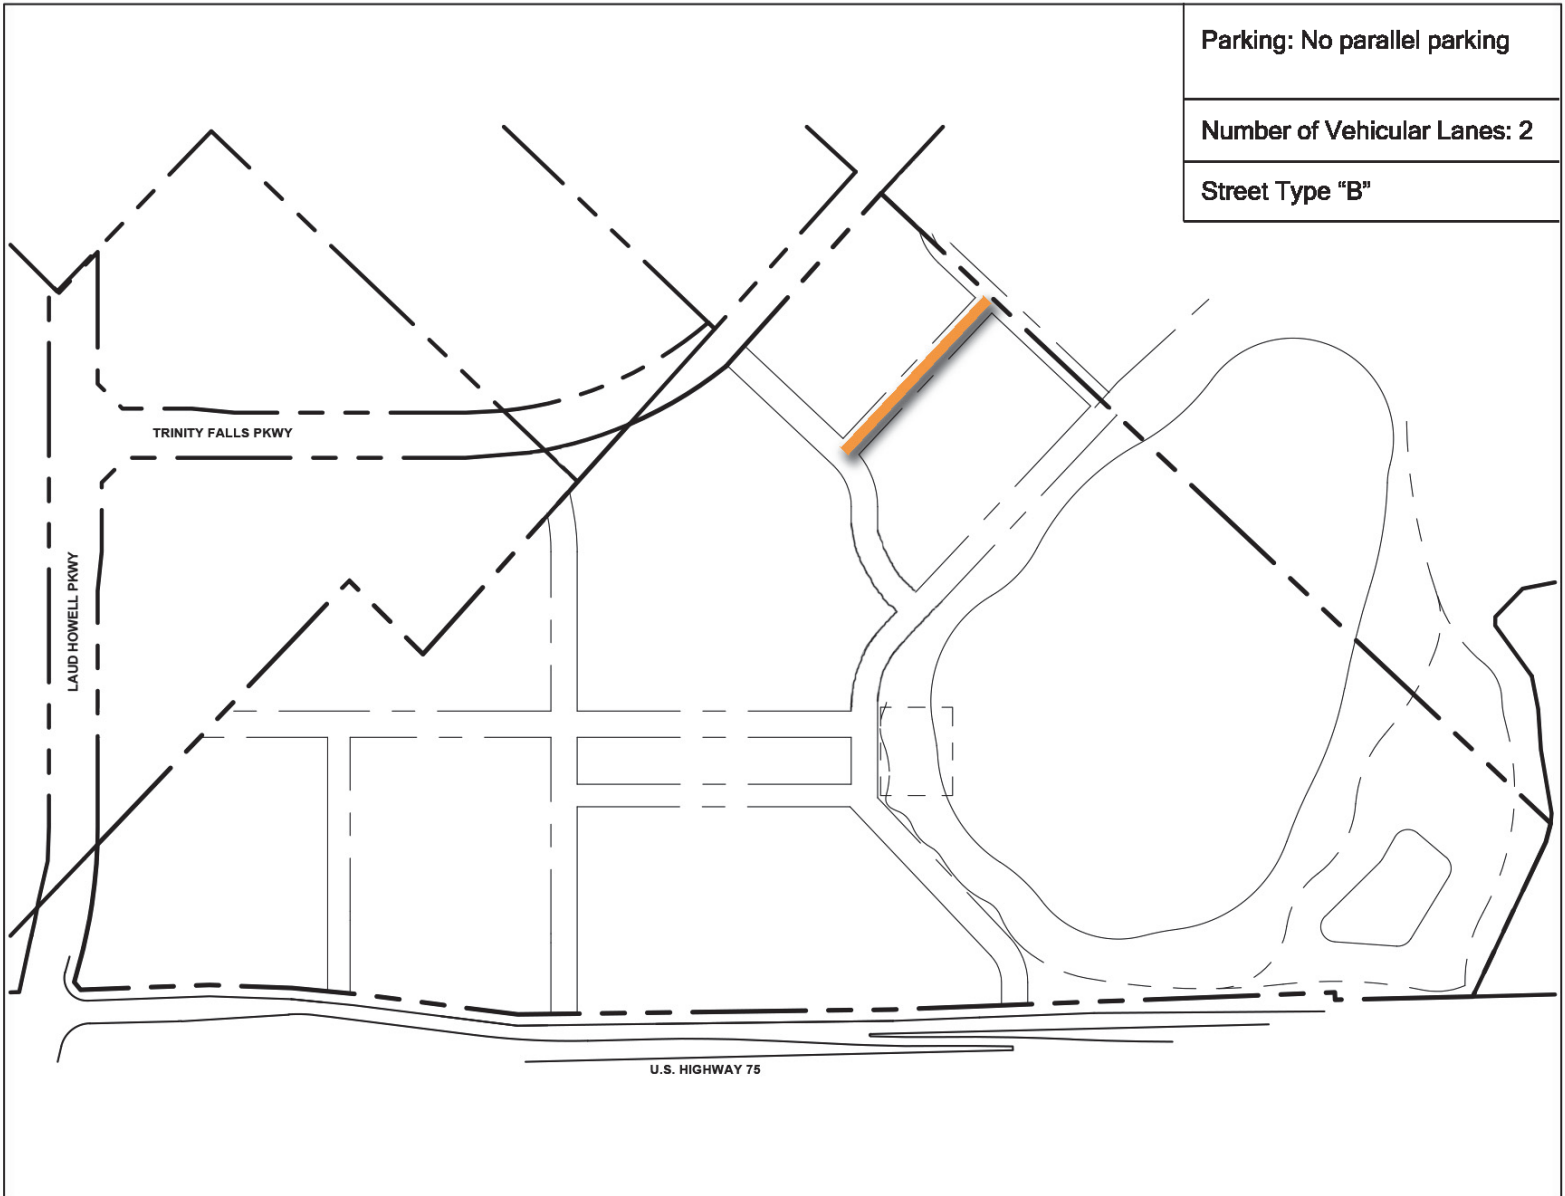 Parking: No parallel parking
Number of Vehicular Lanes: 2
Street Type “B”
TRINITY FALLS PKWY
LAUD HOWELL PKWY
U.S. HIGHWAY 75